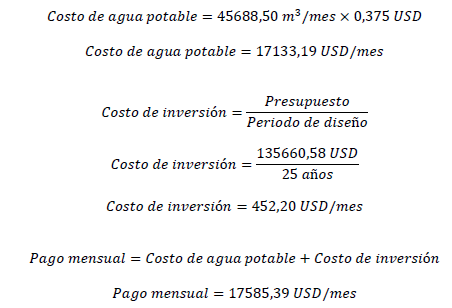 Costo de agua potable = 45688,50 m³/mes × 0,375 USD
Costo de agua potable = 17133,19 USD/mes
Costo de inversión = Presupuesto / Periodo de diseño
Costo de inversión = 135660,58 USD / 25 años
Costo de inversión = 452,20 USD/mes
Pago mensual = Costo de agua potable + Costo de inversión
Pago mensual = 17585,39 USD/mes